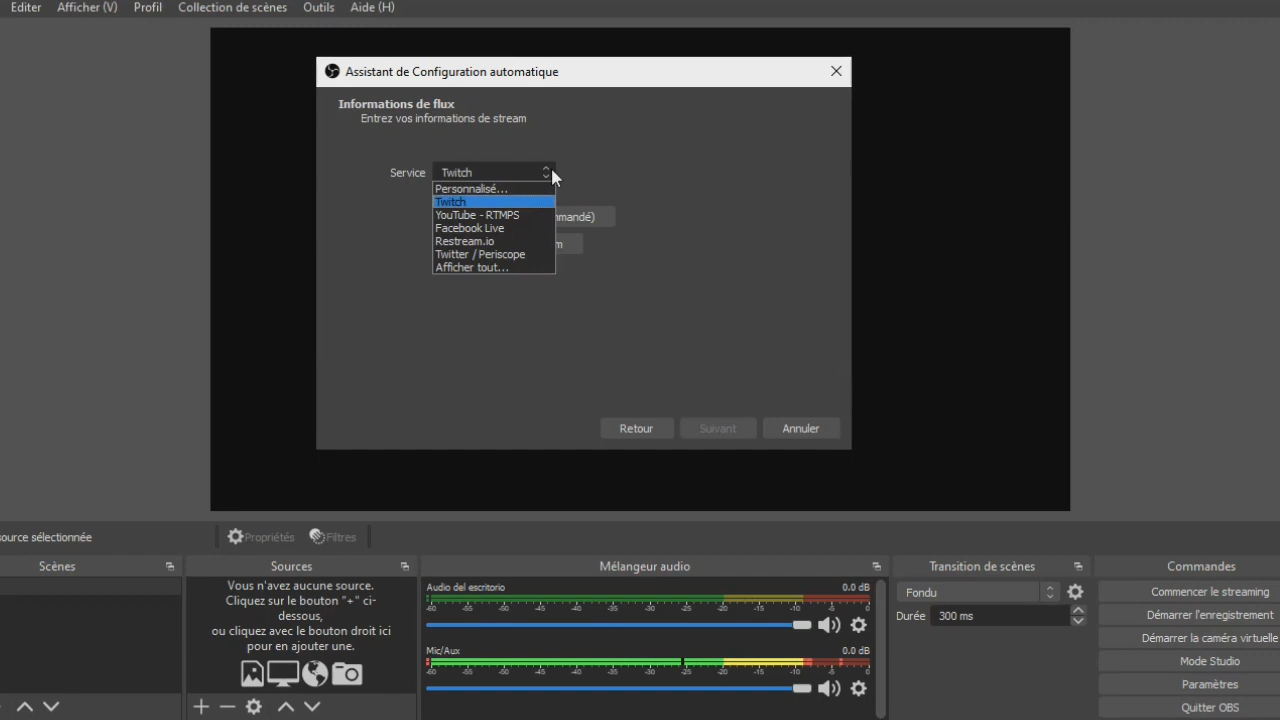 Editer Afficher (V) Profil Collection de scènes Outils Aide (H)
Assistant de Configuration automatique
Informations de flux
Entrez vos informations de stream
Service Twitch
Personnalisé...
Twitch
YouTube - RTMPS
Facebook Live
Restream.io
Twitter / Periscope
Afficher tout...
mmandé)
m
Retour Suivant Annuler
ource sélectionnée Propriétés Filtres
Scènes Sources Mélangeur audio Transition de scènes Commandes
Vous n'avez aucune source.
Cliquez sur le bouton "+" ci-
dessous,
ou cliquez avec le bouton droit ici
pour en ajouter une.
Audio del escritorio 0.0 dB
-60 -55 -50 -45 -40 -35 -30 -25 -20 -15 -10 -5 0
Mic/Aux 0.0 dB
-60 -55 -50 -45 -40 -35 -30 -25 -20 -15 -10 -5 0
Fondu
Durée 300 ms
Commencer le streaming
Démarrer l'enregistrement
Démarrer la caméra virtuelle
Mode Studio
Paramètres
Quitter OBS